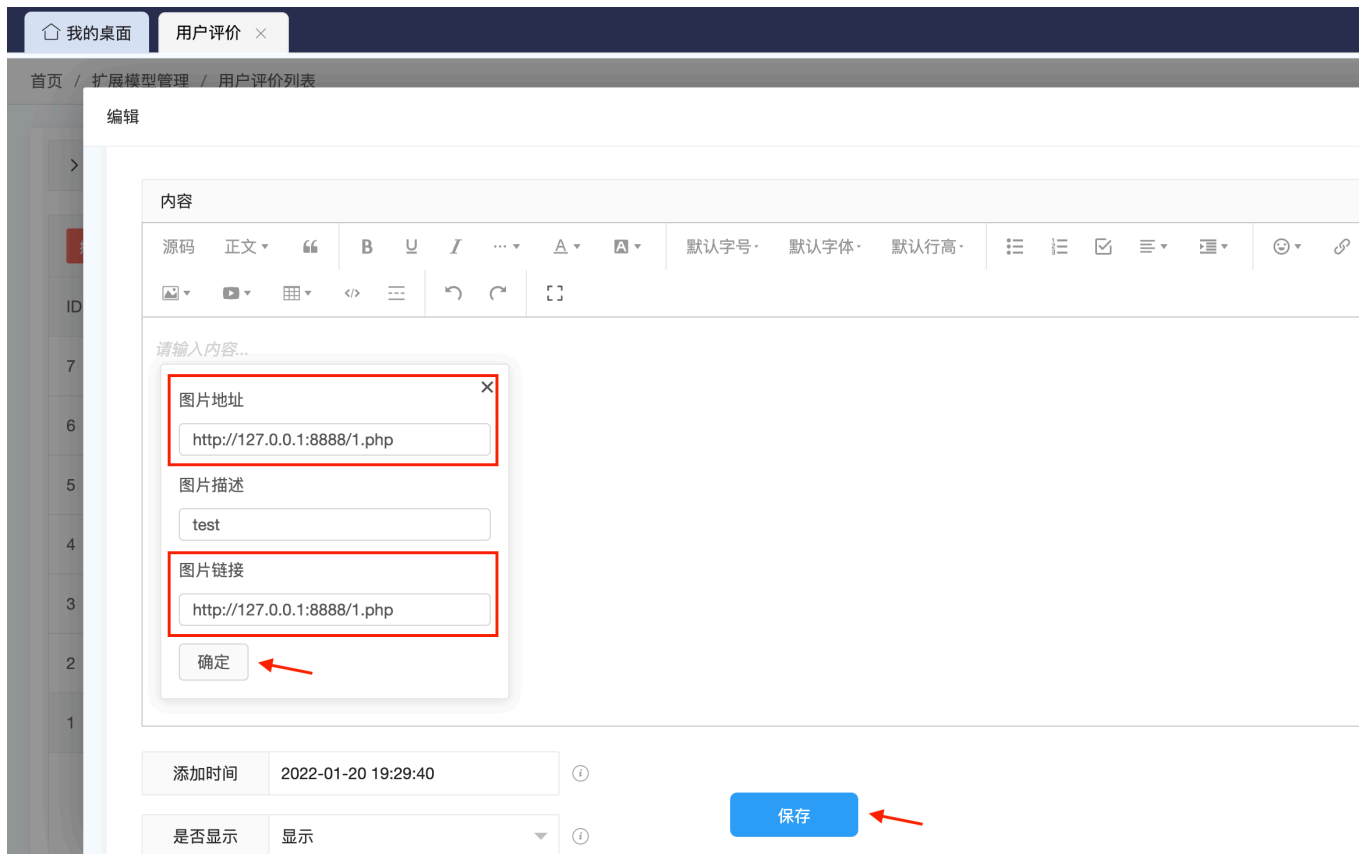 我的桌面 用户评价 ×
首页 / 扩展模型管理 / 用户评价列表
编辑
内容
源码 正文 B U I ... A A 默认字号 默认字体 默认行高
请输入内容...
图片地址
http://127.0.0.1:8888/1.php
图片描述
test
图片链接
http://127.0.0.1:8888/1.php
确定
ID
7
6
5
4
3
2
1
添加时间 2022-01-20 19:29:40
保存
是否显示 显示